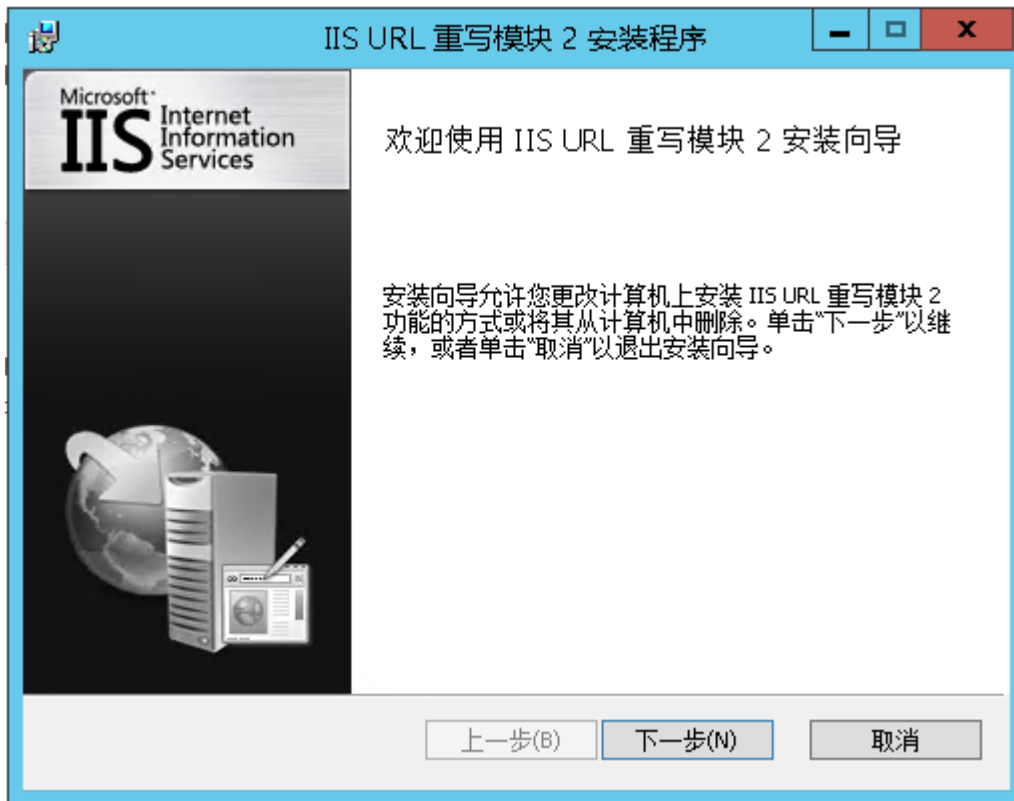 IIS URL 重写模块 2 安装程序
Microsoft
IIS Internet
Information
Services
欢迎使用 IIS URL 重写模块 2 安装向导
安装向导允许您更改计算机上安装 IIS URL 重写模块 2
功能的方式或将其从计算机中删除。单击“下一步”以继
续，或者单击“取消”以退出安装向导。
上一步(B)
下一步(N)
取消